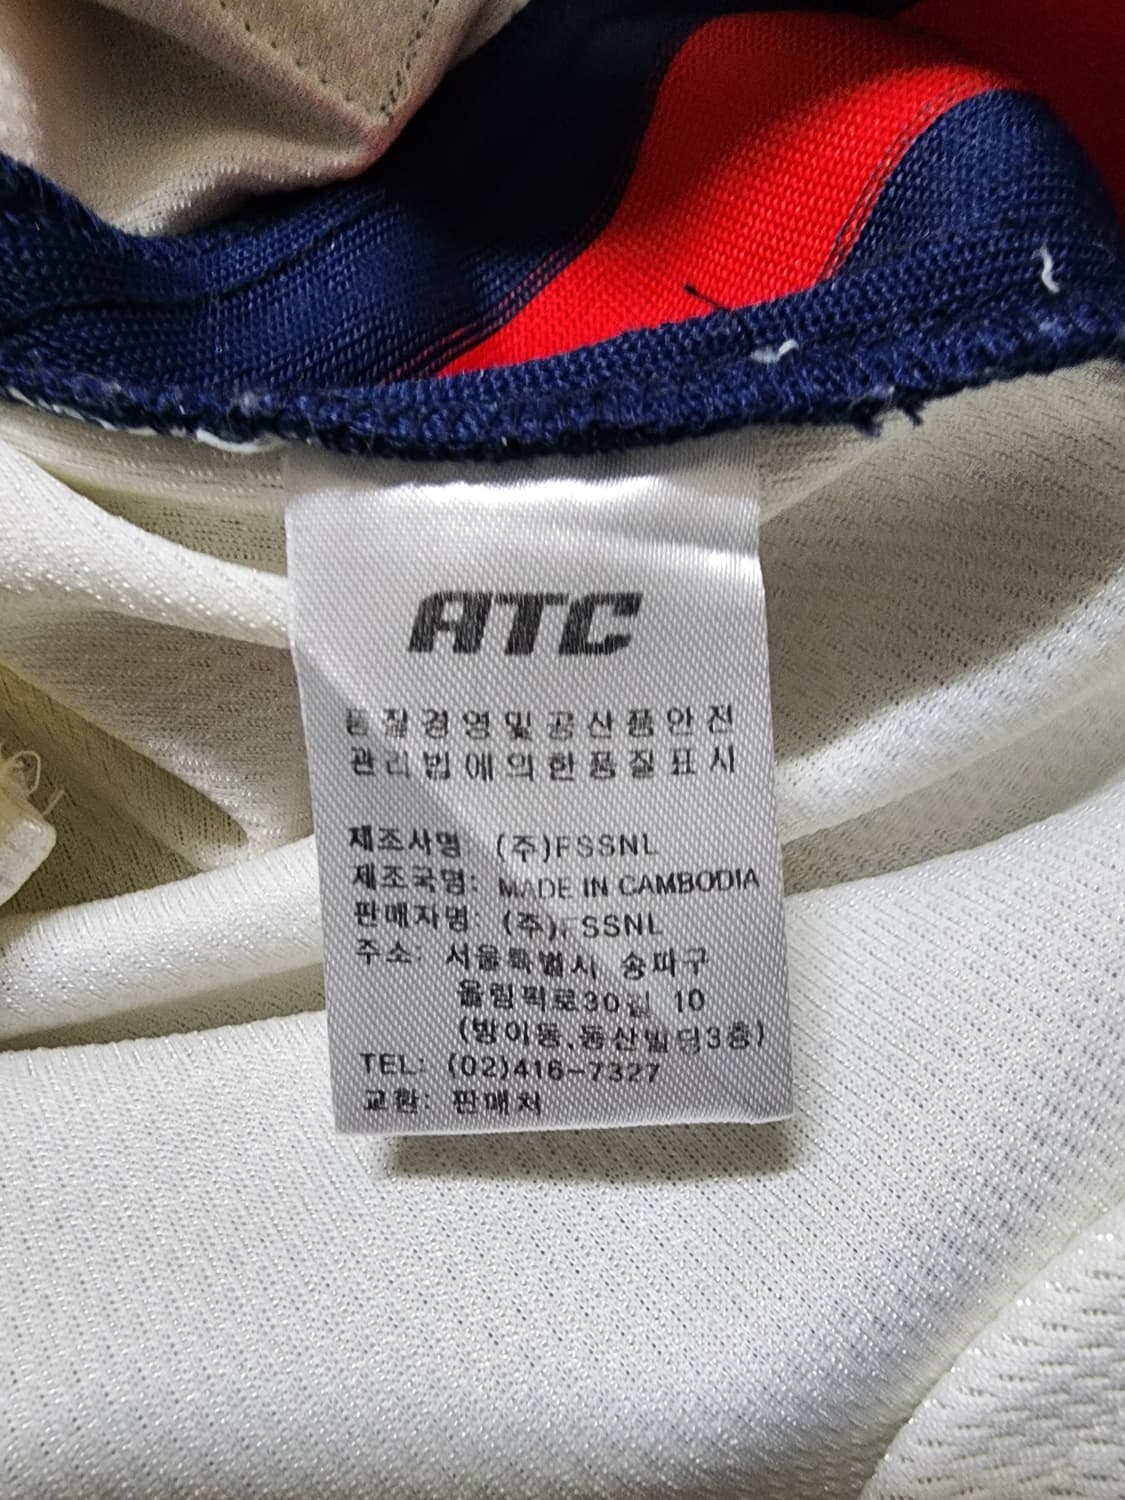 ATC
품질경영및공산품안전
관리법에의한품질표시
제조사명: (주)FSSNL
제조국명: MADE IN CAMBODIA
판매자명: (주)FSSNL
주소: 서울특별시 송파구
올림픽로30길 10
(방이동,동산빌딩3층)
TEL: (02)416-7327
교환: 판매처